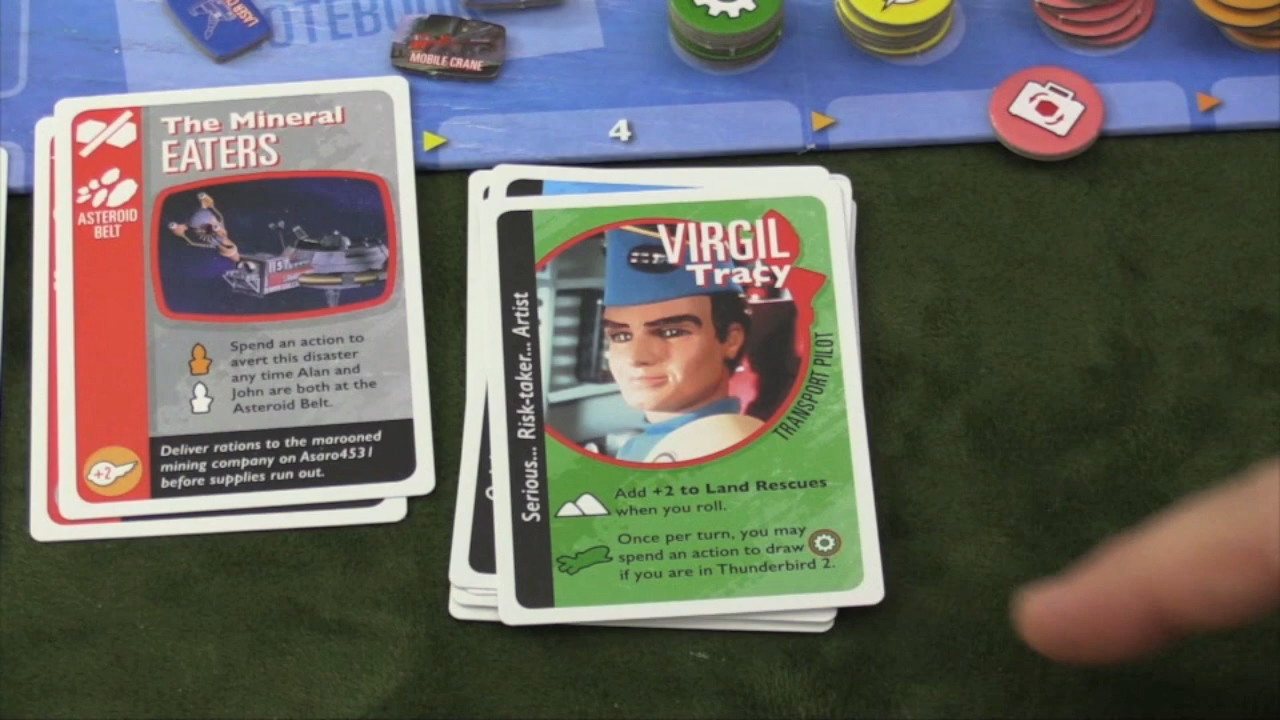 MOBILE CRANE
4
The Mineral
EATERS
ASTEROID
BELT
Spend an action to
avert this disaster
any time Alan and
John are both at the
Asteroid Belt.
+2
Deliver rations to the marooned
mining company on Asaro4531
before supplies run out.
VIRGIL
Tracy
Serious... Risk-taker... Artist
TRANSPORT PILOT
Add +2 to Land Rescues
when you roll.
Once per turn, you may
spend an action to draw
if you are in Thunderbird 2.